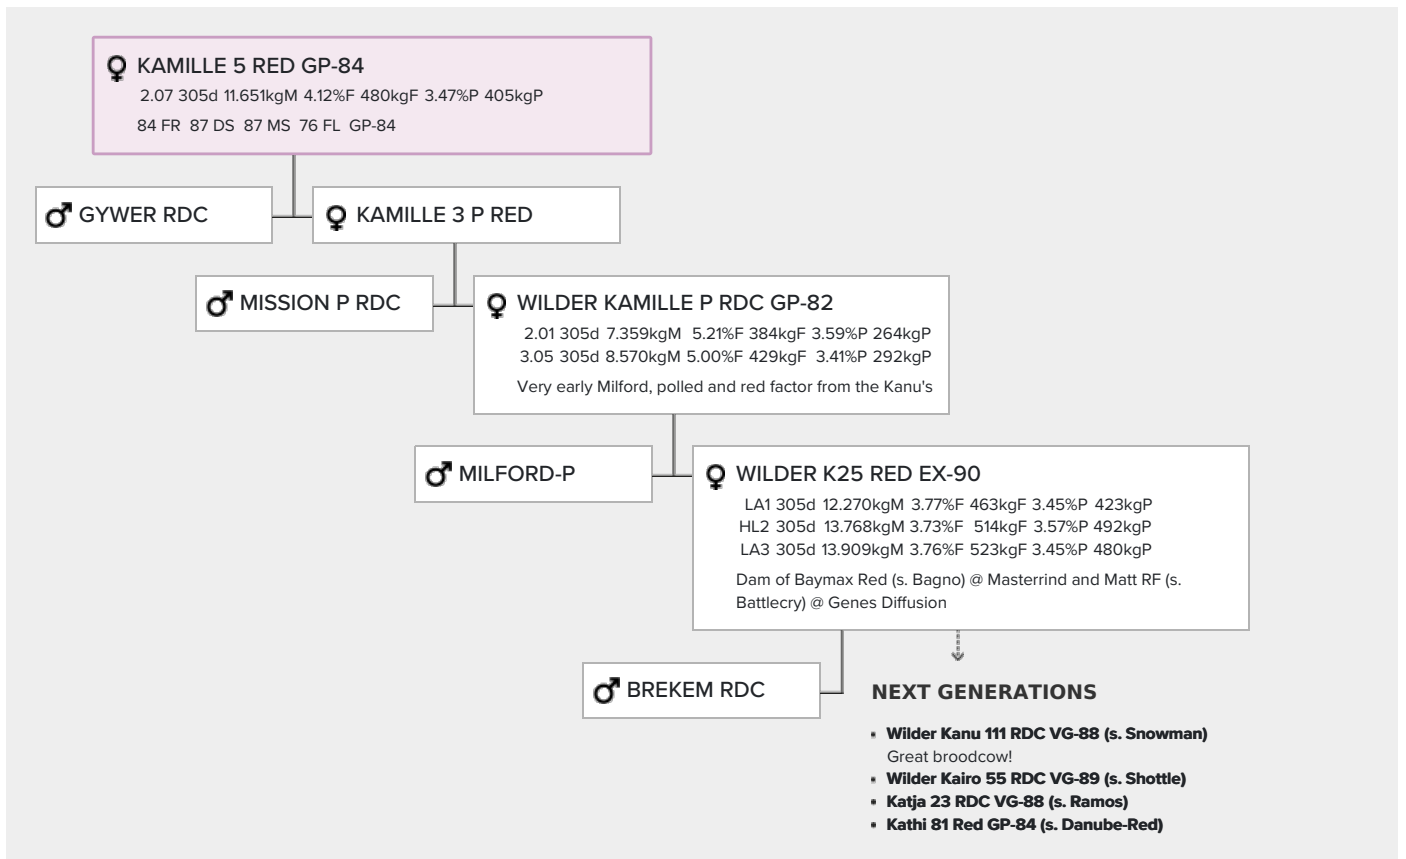 KAMILLE 5 RED GP-84
2.07 305d 11.651kgM 4.12%F 480kgF 3.47%P 405kgP
84 FR 87 DS 87 MS 76 FL GP-84
GYWER RDC
KAMILLE 3 P RED
MISSION P RDC
WILDER KAMILLE P RDC GP-82
2.01 305d 7.359kgM 5.21%F 384kgF 3.59%P 264kgP
3.05 305d 8.570kgM 5.00%F 429kgF 3.41%P 292kgP
Very early Milford, polled and red factor from the Kanu's
MILFORD-P
WILDER K25 RED EX-90
LA1 305d 12.270kgM 3.77%F 463kgF 3.45%P 423kgP
HL2 305d 13.768kgM 3.73%F 514kgF 3.57%P 492kgP
LA3 305d 13.909kgM 3.76%F 523kgF 3.45%P 480kgP
Dam of Baymax Red (s. Bagno) @ Masterrind and Matt RF (s.
Battlecry) @ Genes Diffusion
BREKEM RDC
NEXT GENERATIONS
Wilder Kanu 111 RDC VG-88 (s. Snowman)
Great broodcow!
Wilder Kairo 55 RDC VG-89 (s. Shottle)
Katja 23 RDC VG-88 (s. Ramos)
Kathi 81 Red GP-84 (s. Danube-Red)